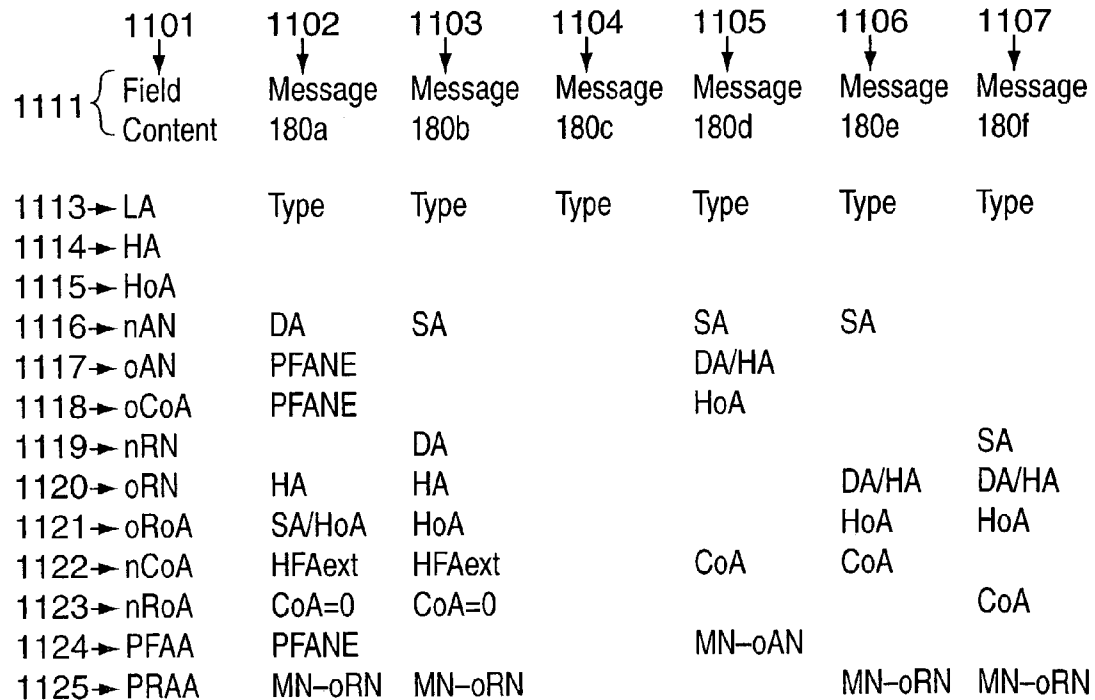 1101 1102 1103 1104 1105 1106 1107
1111 { Field Message Message Message Message Message Message
Content 180a 180b 180c 180d 180e 180f
1113→ LA Type Type Type Type Type Type
1114→ HA
1115→ HoA
1116→ nAN DA SA SA SA
1117→ oAN PFANE DA/HA
1118→ oCoA PFANE HoA
1119→ nRN DA SA
1120→ oRN HA HA DA/HA DA/HA
1121→ oRoA SA/HoA HoA HoA HoA
1122→ nCoA HFAext HFAext CoA CoA
1123→ nRoA CoA=0 CoA=0 CoA
1124→ PFAA PFANE MN–oAN
1125→ PRAA MN–oRN MN–oRN MN–oRN MN–oRN